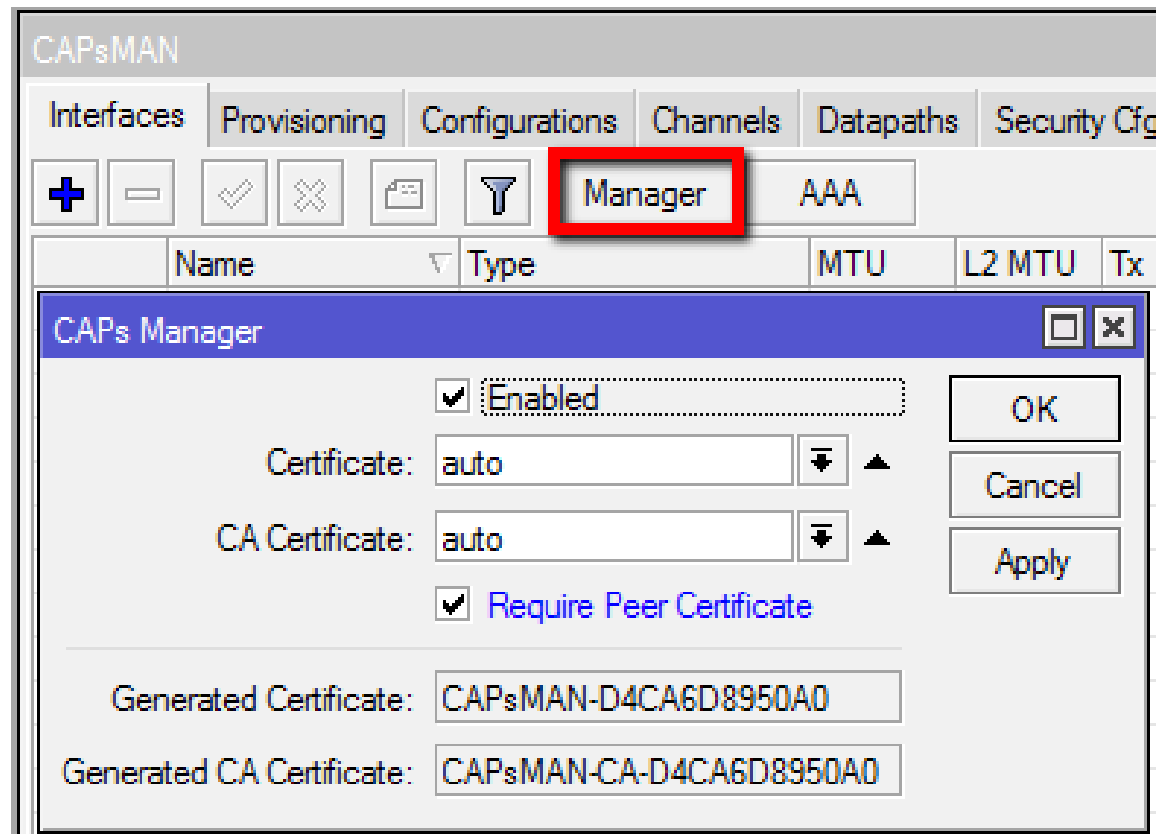 CAPsMAN
Interfaces Provisioning Configurations Channels Datapaths Security Cfg
Manager AAA
Name Type MTU L2 MTU Tx
CAPs Manager
Enabled OK
Certificate: auto
Cancel
CA Certificate: auto
Apply
Require Peer Certificate
Generated Certificate: CAPsMAN-D4CA6D8950A0
Generated CA Certificate: CAPsMAN-CA-D4CA6D8950A0